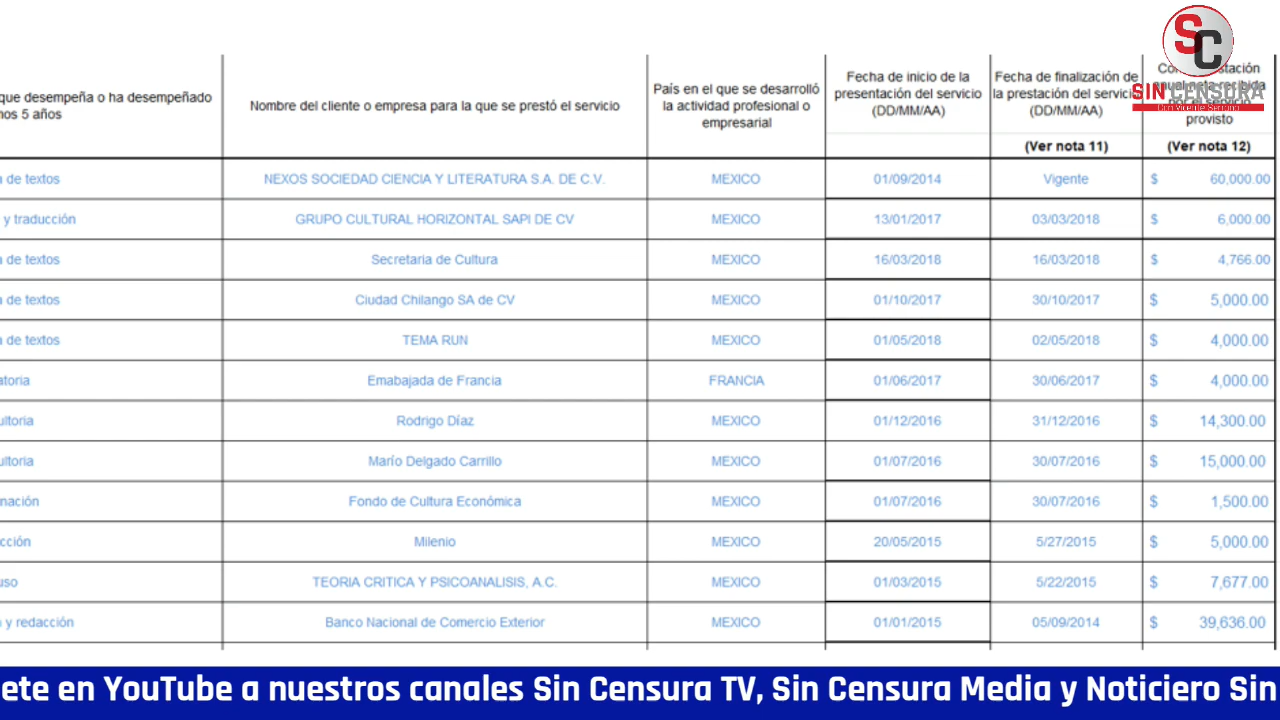 SC
SIN CENSURA
Con Vicente Serrano
que desempeña o ha desempeñado
nos 5 años
Nombre del cliente o empresa para la que se prestó el servicio
País en el que se desarrolló
la actividad profesional o
empresarial
Fecha de inicio de la
presentación del servicio
(DD/MM/AA)
Fecha de finalización de
la prestación del servicio
(DD/MM/AA)
(Ver nota 11)
provisto
(Ver nota 12)
de textos NEXOS SOCIEDAD CIENCIA Y LITERATURA S.A. DE C.V. MEXICO 01/09/2014 Vigente $ 60,000.00
y traducción GRUPO CULTURAL HORIZONTAL SAPI DE CV MEXICO 13/01/2017 03/03/2018 $ 6,000.00
de textos Secretaria de Cultura MEXICO 16/03/2018 16/03/2018 $ 4,766.00
de textos Ciudad Chilango SA de CV MEXICO 01/10/2017 30/10/2017 $ 5,000.00
de textos TEMA RUN MEXICO 01/05/2018 02/05/2018 $ 4,000.00
atoria Emabajada de Francia FRANCIA 01/06/2017 30/06/2017 $ 4,000.00
ultoria Rodrigo Díaz MEXICO 01/12/2016 31/12/2016 $ 14,300.00
ultoria Marío Delgado Carrillo MEXICO 01/07/2016 30/07/2016 $ 15,000.00
nación Fondo de Cultura Económica MEXICO 01/07/2016 30/07/2016 $ 1,500.00
cción Milenio MEXICO 20/05/2015 5/27/2015 $ 5,000.00
uso TEORIA CRITICA Y PSICOANALISIS, A.C. MEXICO 01/03/2015 5/22/2015 $ 7,677.00
y redacción Banco Nacional de Comercio Exterior MEXICO 01/01/2015 05/09/2014 $ 39,636.00
ete en YouTube a nuestros canales Sin Censura TV, Sin Censura Media y Noticiero Sin